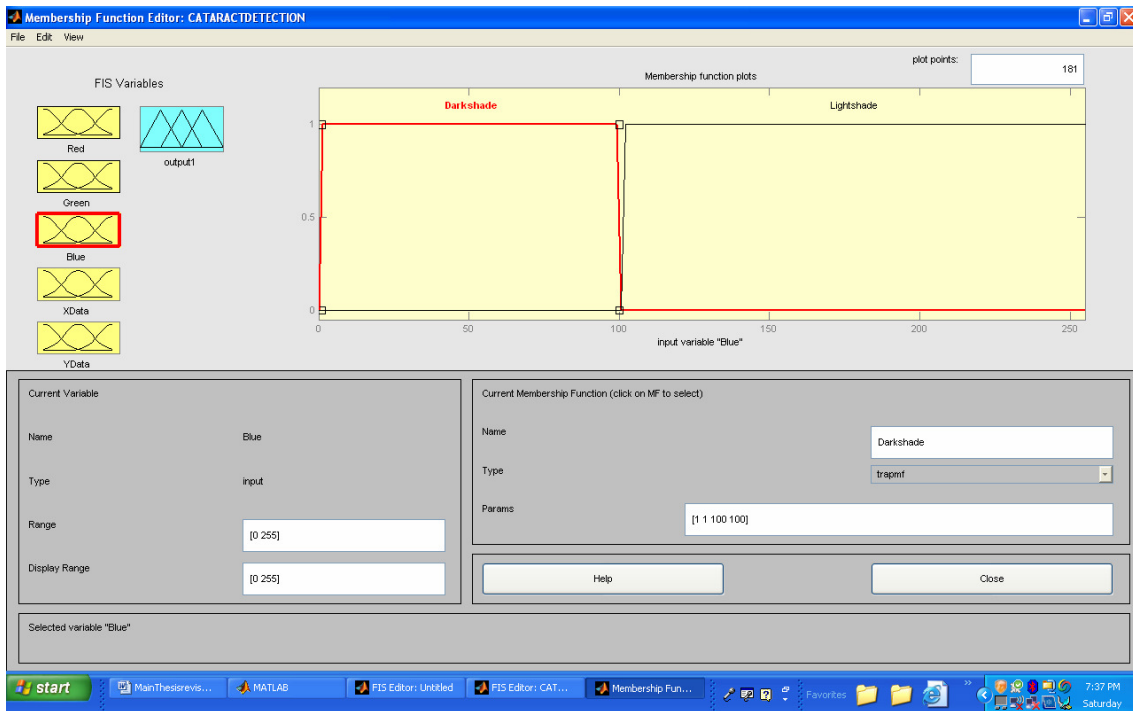 Membership Function Editor: CATARACTDETECTION
File Edit View
FIS Variables
Red
Green
Blue
XData
YData
output1
plot points:
181
Membership function plots
Darkshade
Lightshade
1
0.5
0
0 50 100 150 200 250
input variable "Blue"
Current Variable
Name Blue
Type input
Range [0 255]
Display Range [0 255]
Current Membership Function (click on MF to select)
Name Darkshade
Type trapmf
Params [1 1 100 100]
Help Close
Selected variable "Blue"
start
MainThesisrevis...
MATLAB
FIS Editor: Untitled
FIS Editor: CAT...
Membership Fun...
Favorites
»
7:37 PM
Saturday